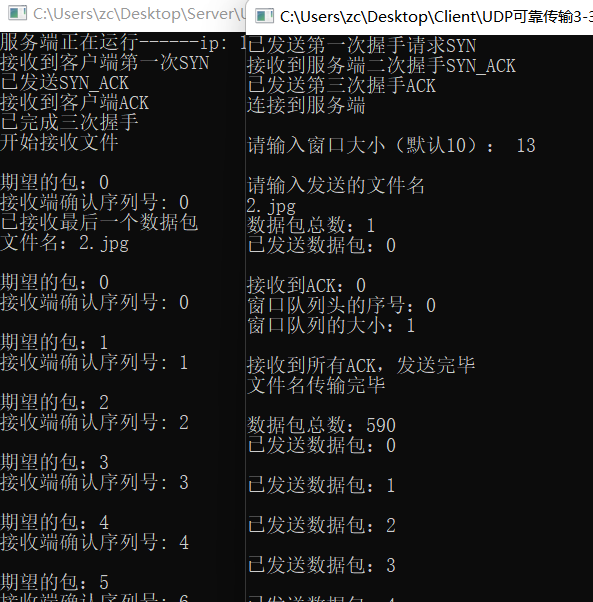 C:\Users\zc\Desktop\Server\
服务端正在运行------ip:
接收到客户端第一次SYN
已发送SYN_ACK
接收到客户端ACK
已完成三次握手
开始接收文件
期望的包：0
接收端确认序列号: 0
已接收最后一个数据包
文件名：2.jpg
期望的包：0
接收端确认序列号: 0
期望的包：1
接收端确认序列号: 1
期望的包：2
接收端确认序列号: 2
期望的包：3
接收端确认序列号: 3
期望的包：4
接收端确认序列号: 4
期望的包：5
接收端确认序列号:
C:\Users\zc\Desktop\Client\UDP可靠传输3-3
已发送第一次握手请求SYN
接收到服务端二次握手SYN_ACK
已发送第三次握手ACK
连接到服务端
请输入窗口大小（默认10）： 13
请输入发送的文件名
2.jpg
数据包总数：1
已发送数据包：0
接收到ACK：0
窗口队列头的序号：0
窗口队列的大小：1
接收到所有ACK，发送完毕
文件名传输完毕
数据包总数：590
已发送数据包：0
已发送数据包：1
已发送数据包：2
已发送数据包：3